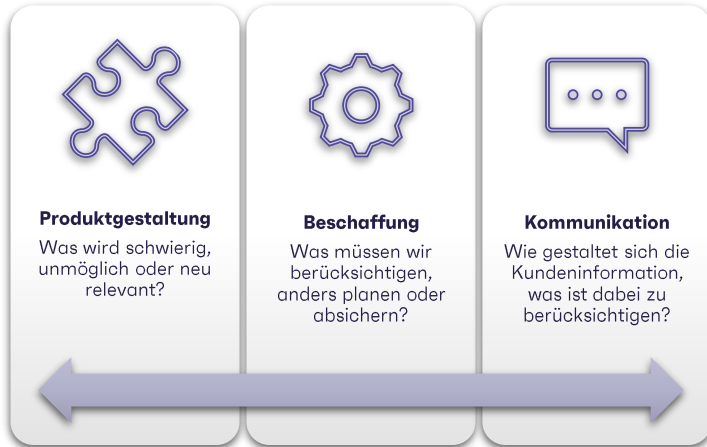 Produktgestaltung
Was wird schwierig,
unmöglich oder neu
relevant?
Beschaffung
Was müssen wir
berücksichtigen,
anders planen oder
absichern?
Kommunikation
Wie gestaltet sich die
Kundeninformation,
was ist dabei zu
berücksichtigen?